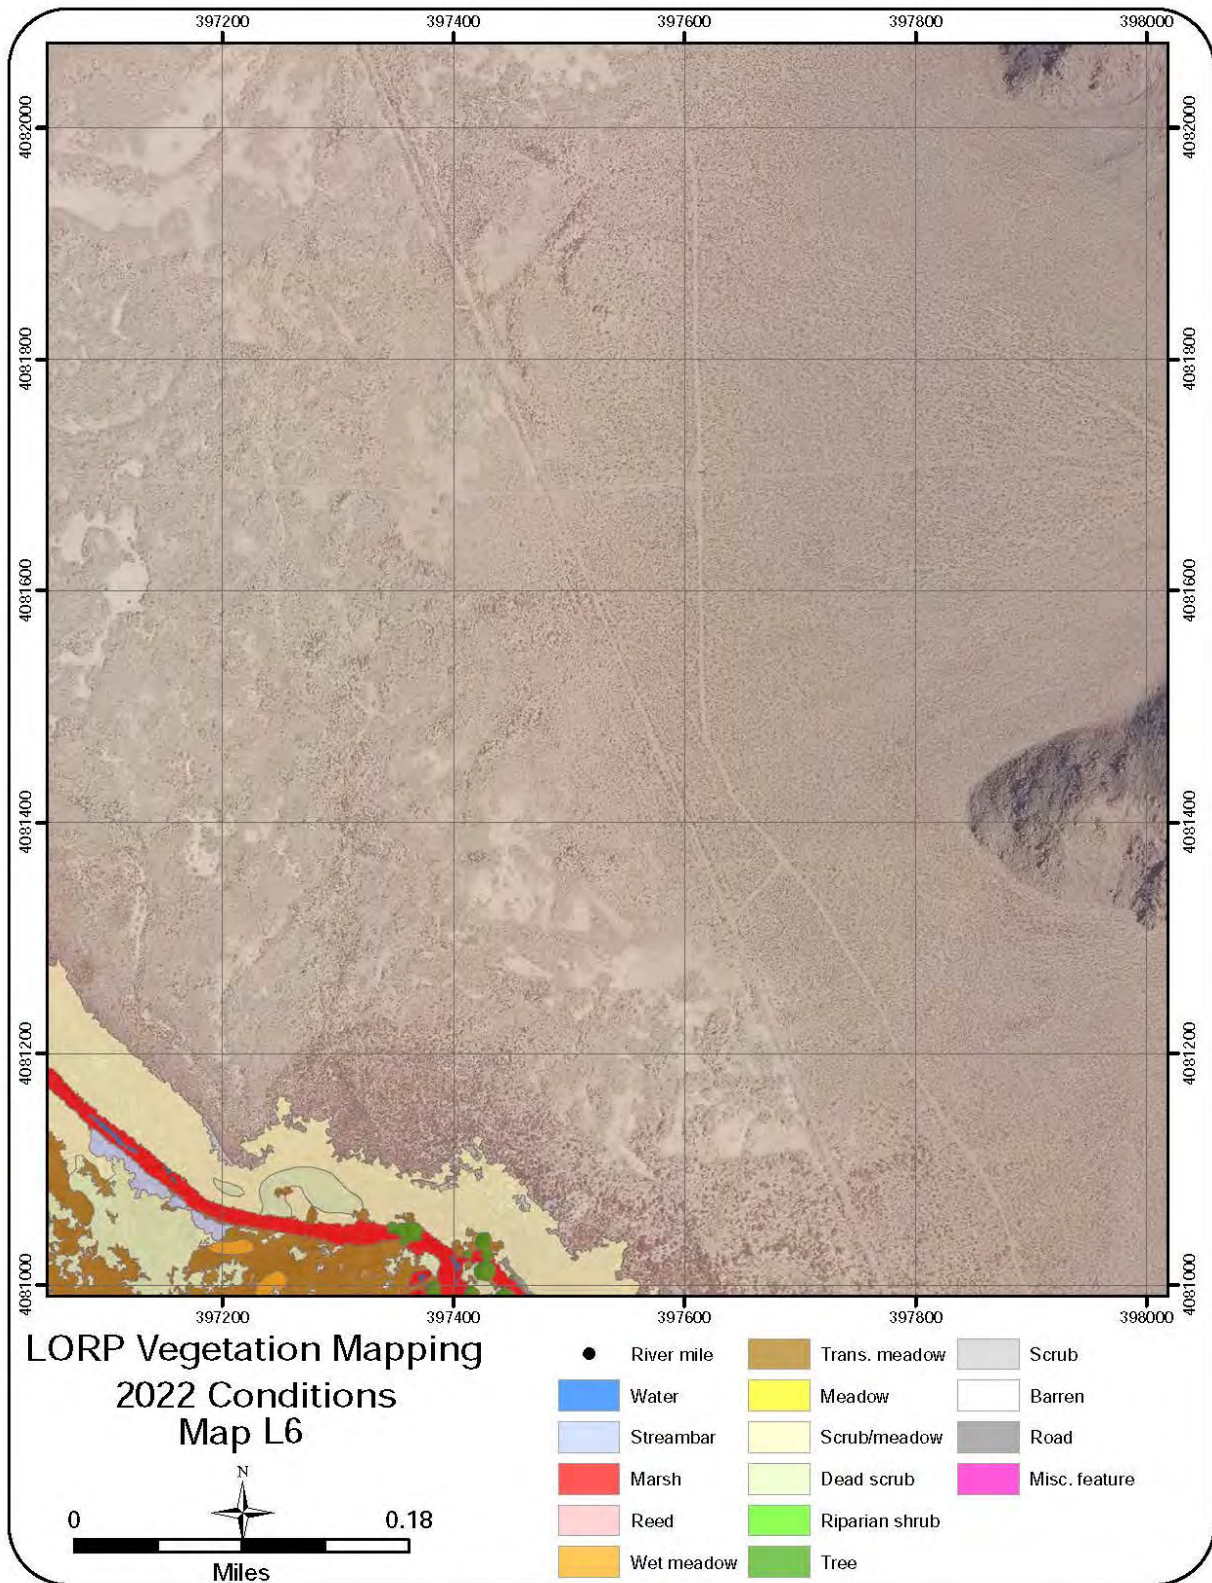 397200 397400 397600 397800 398000
4082000 4082000
4081800 4081800
4081600 4081600
4081400 4081400
4081200 4081200
4081000 4081000
397200 397400 397600 397800 398000
LORP Vegetation Mapping
2022 Conditions
Map L6
N
0 0.18
Miles
River mile
Water
Streambar
Marsh
Reed
Wet meadow
Trans. meadow
Meadow
Scrub/meadow
Dead scrub
Riparian shrub
Tree
Scrub
Barren
Road
Misc. feature